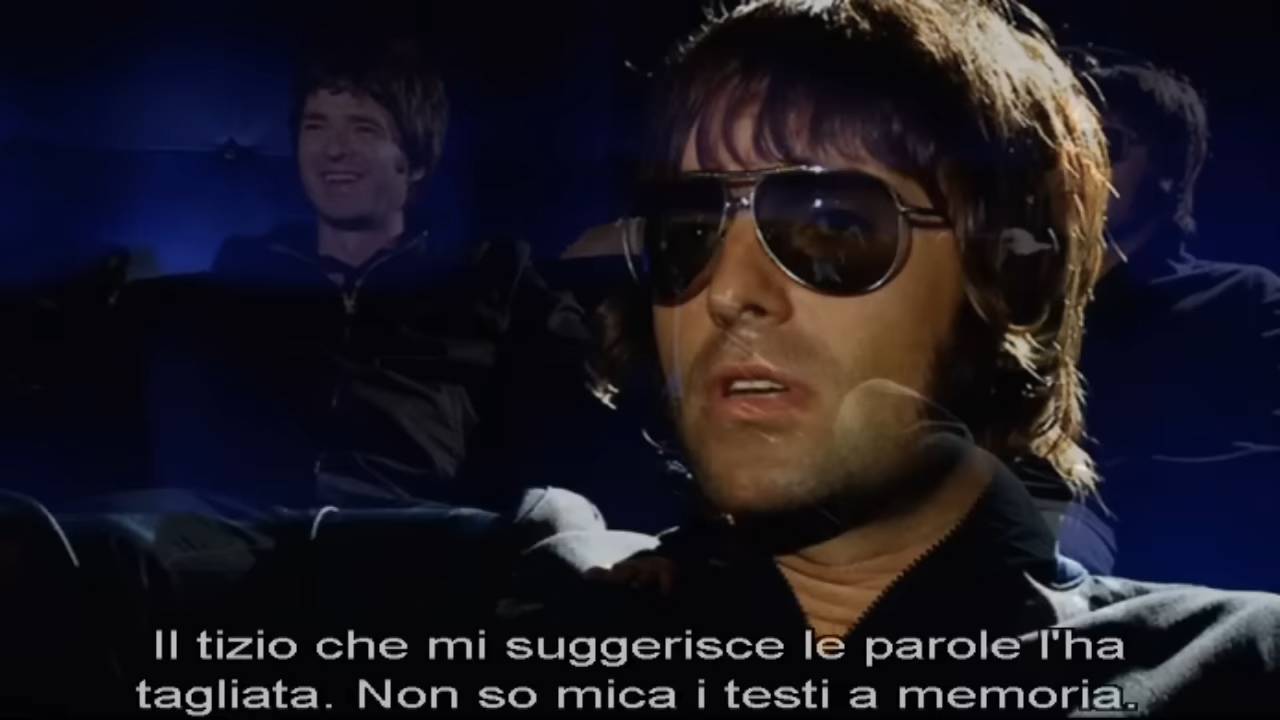 Il tizio che mi suggerisce le parole l'ha
tagliata. Non so mica i testi a memoria.